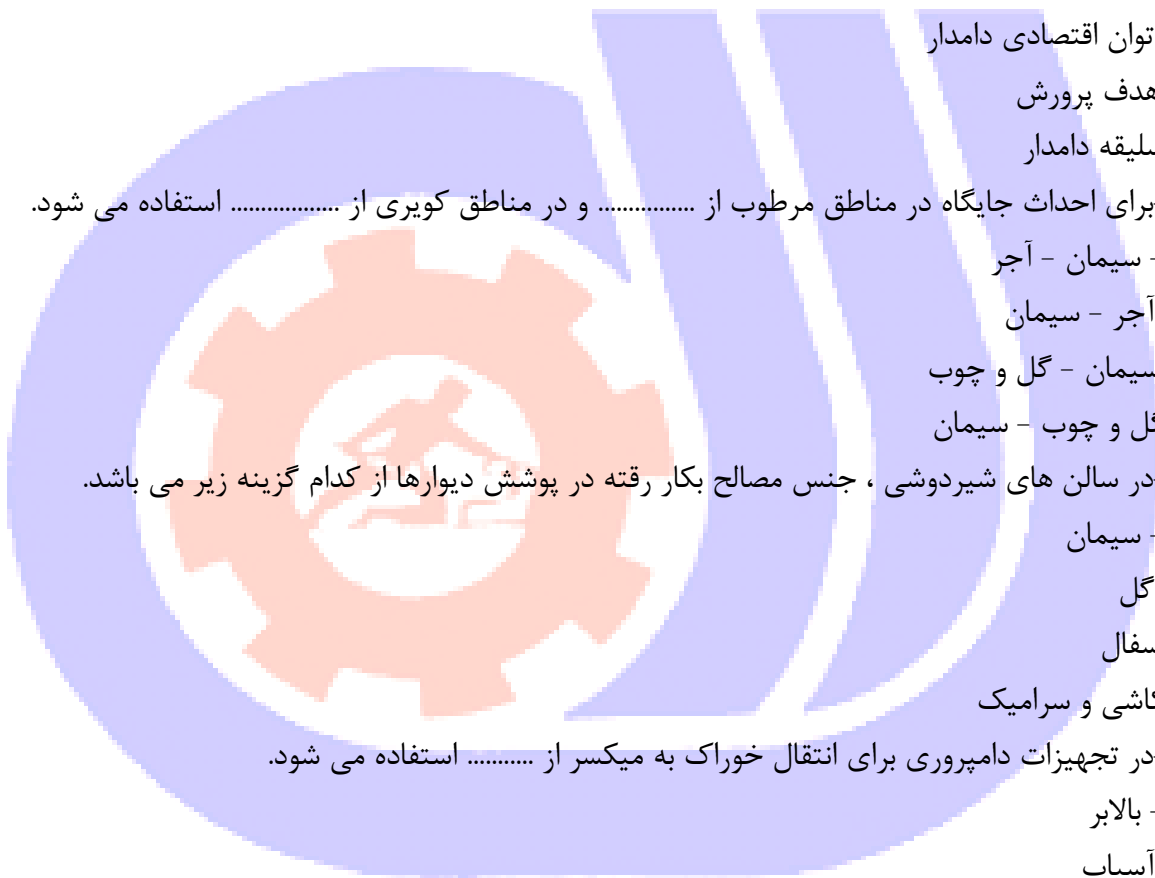 توان اقتصادی دامدار
هدف پرورش
سلیقه دامدار
-برای احداث جایگاه در مناطق مرطوب از ............... و در مناطق کویری از .................. استفاده می شود.
- سیمان - آجر
آجر - سیمان
سیمان - گل و چوب
گل و چوب - سیمان
-در سالن های شیردوشی ، جنس مصالح بکار رقته در پوشش دیوارها از کدام گزینه زیر می باشد.
- سیمان
گل
سفال
کاشی و سرامیک
-در تجهیزات دامپروری برای انتقال خوراک به میکسر از ........... استفاده می شود.
- بالابر
آسیاب